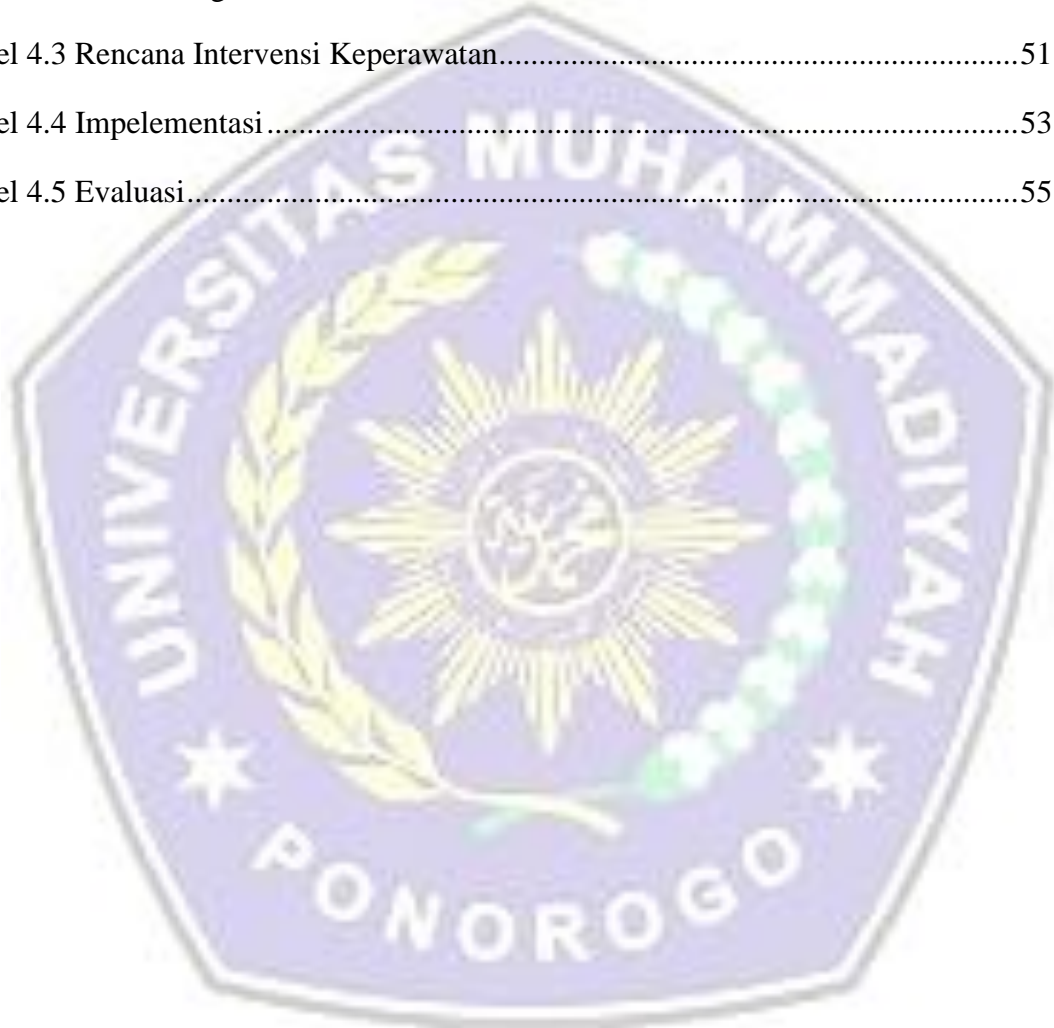 el 4.3 Rencana Intervensi Keperawatan....................................................................51
el 4.4 Impelementasi...................................................................................................53
el 4.5 Evaluasi.............................................................................................................55
UNIVERSITAS MUHAMMADIYAH
PONOROGO